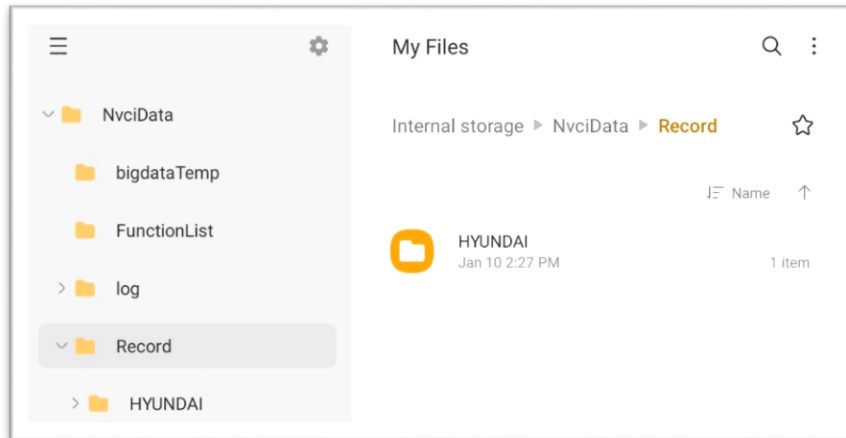 NvciData
bigdataTemp
FunctionList
log
Record
HYUNDAI
My Files
Internal storage NvciData Record
Name
HYUNDAI
Jan 10 2:27 PM 1 item